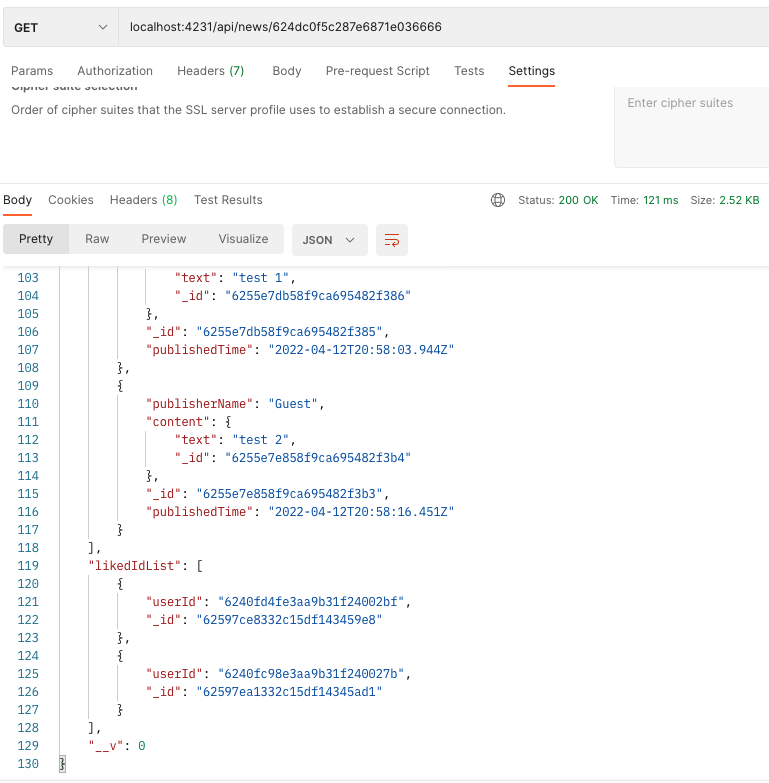 GET localhost:4231/api/news/624dc0f5c287e6871e036666
Params Authorization Headers (7) Body Pre-request Script Tests Settings
Cipher suite selection
Order of cipher suites that the SSL server profile uses to establish a secure connection.
Enter cipher suites
Body Cookies Headers (8) Test Results Status: 200 OK Time: 121 ms Size: 2.52 KB
Pretty Raw Preview Visualize JSON
103 "text": "test 1",
104 "_id": "6255e7db58f9ca695482f386"
105 },
106 "_id": "6255e7db58f9ca695482f385",
107 "publishedTime": "2022-04-12T20:58:03.944Z"
108 },
109 {
110 "publisherName": "Guest",
111 "content": {
112 "text": "test 2",
113 "_id": "6255e7e858f9ca695482f3b4"
114 },
115 "_id": "6255e7e858f9ca695482f3b3",
116 "publishedTime": "2022-04-12T20:58:16.451Z"
117 }
118 ],
119 "likedIdList": [
120 {
121 "userId": "6240fd4fe3aa9b31f24002bf",
122 "_id": "62597ce8332c15df143459e8"
123 },
124 {
125 "userId": "6240fc98e3aa9b31f240027b",
126 "_id": "62597ea1332c15df14345ad1"
127 }
128 ],
129 "__v": 0
130 }